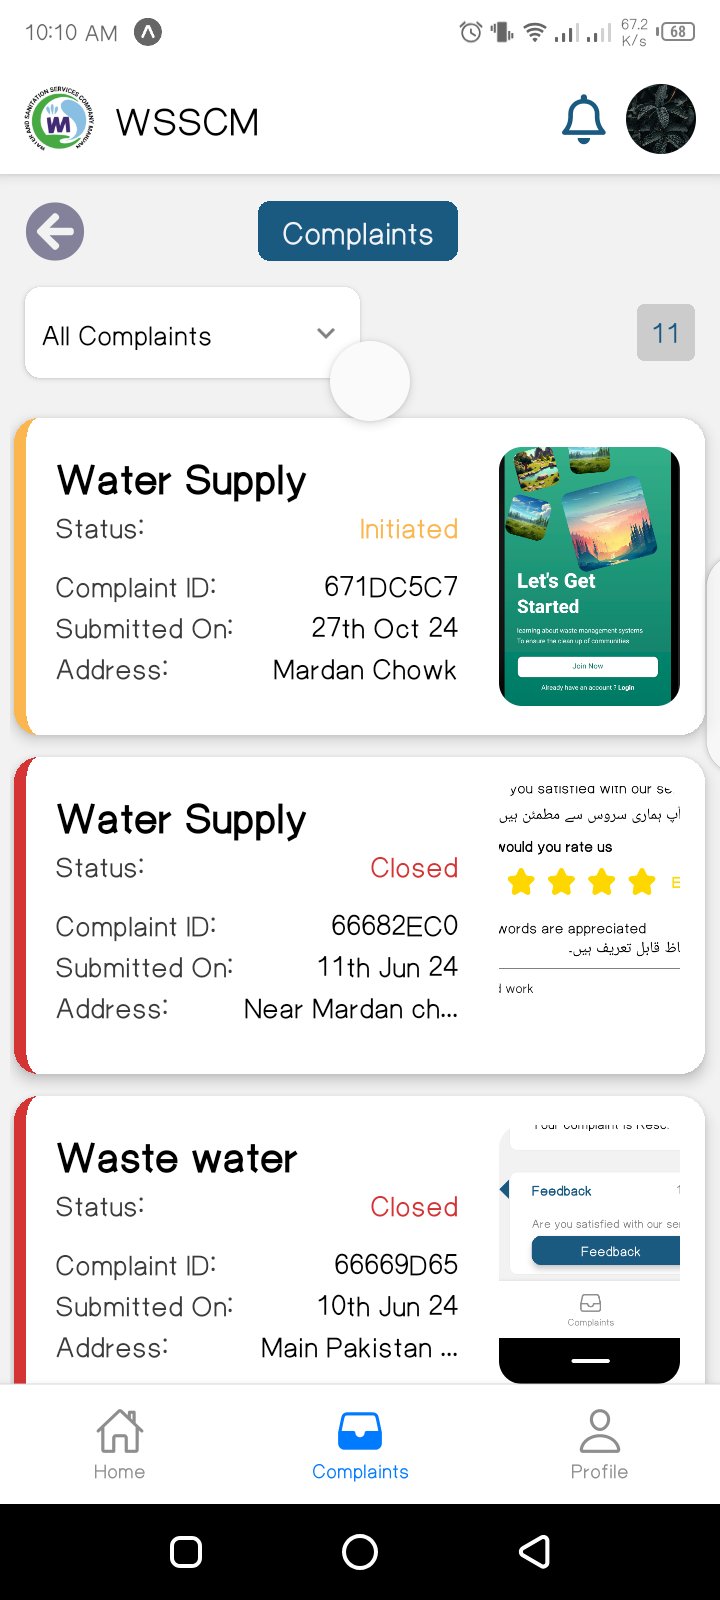 10:10 AM
67.2
K/s
68
WATER AND SANITATION SERVICES COMPANY MARDAN
WSSCM
Complaints
All Complaints
11
Water Supply
Status: Initiated
Complaint ID: 671DC5C7
Submitted On: 27th Oct 24
Address: Mardan Chowk
Let's Get
Started
learning about waste management systems
To ensure the clean up of communities
Join Now
Already have an account ? Login
Water Supply
Status: Closed
Complaint ID: 66682EC0
Submitted On: 11th Jun 24
Address: Near Mardan ch...
you satisfied with our se
آپ ہماری سروس سے مطمئن ہیں
would you rate us
E
words are appreciated
اظ قابل تعریف ہیں۔
d work
Waste water
Status: Closed
Complaint ID: 66669D65
Submitted On: 10th Jun 24
Address: Main Pakistan ...
Your complaint is Reso.
Feedback
1
Are you satisfied with our ser
Feedback
Complaints
Home
Complaints
Profile